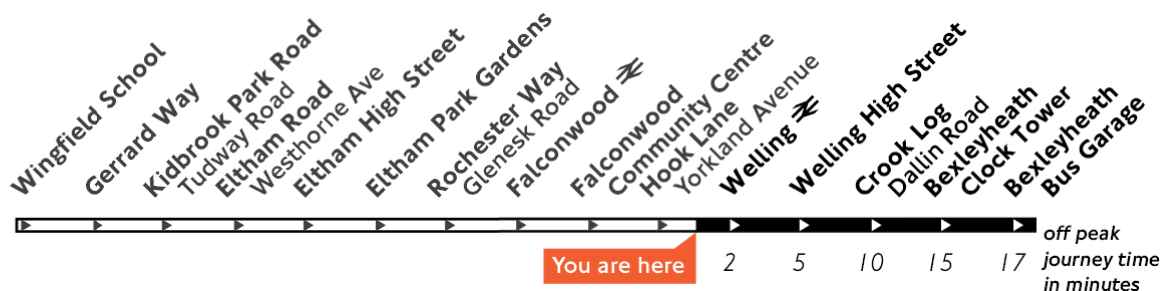 Wingfield School
Gerrard Way
Kidbrook Park Road
Tudway Road
Eltham Road
Westhorne Ave
Eltham High Street
Eltham Park Gardens
Rochester Way
Glenesk Road
Falconwood
Falconwood
Community Centre
Hook Lane
Yorkland Avenue
Welling
Welling High Street
Crook Log
Dallin Road
Bexleyheath
Clock Tower
Bexleyheath
Bus Garage
You are here
2 5 10 15 17
off peak
journey time
in minutes